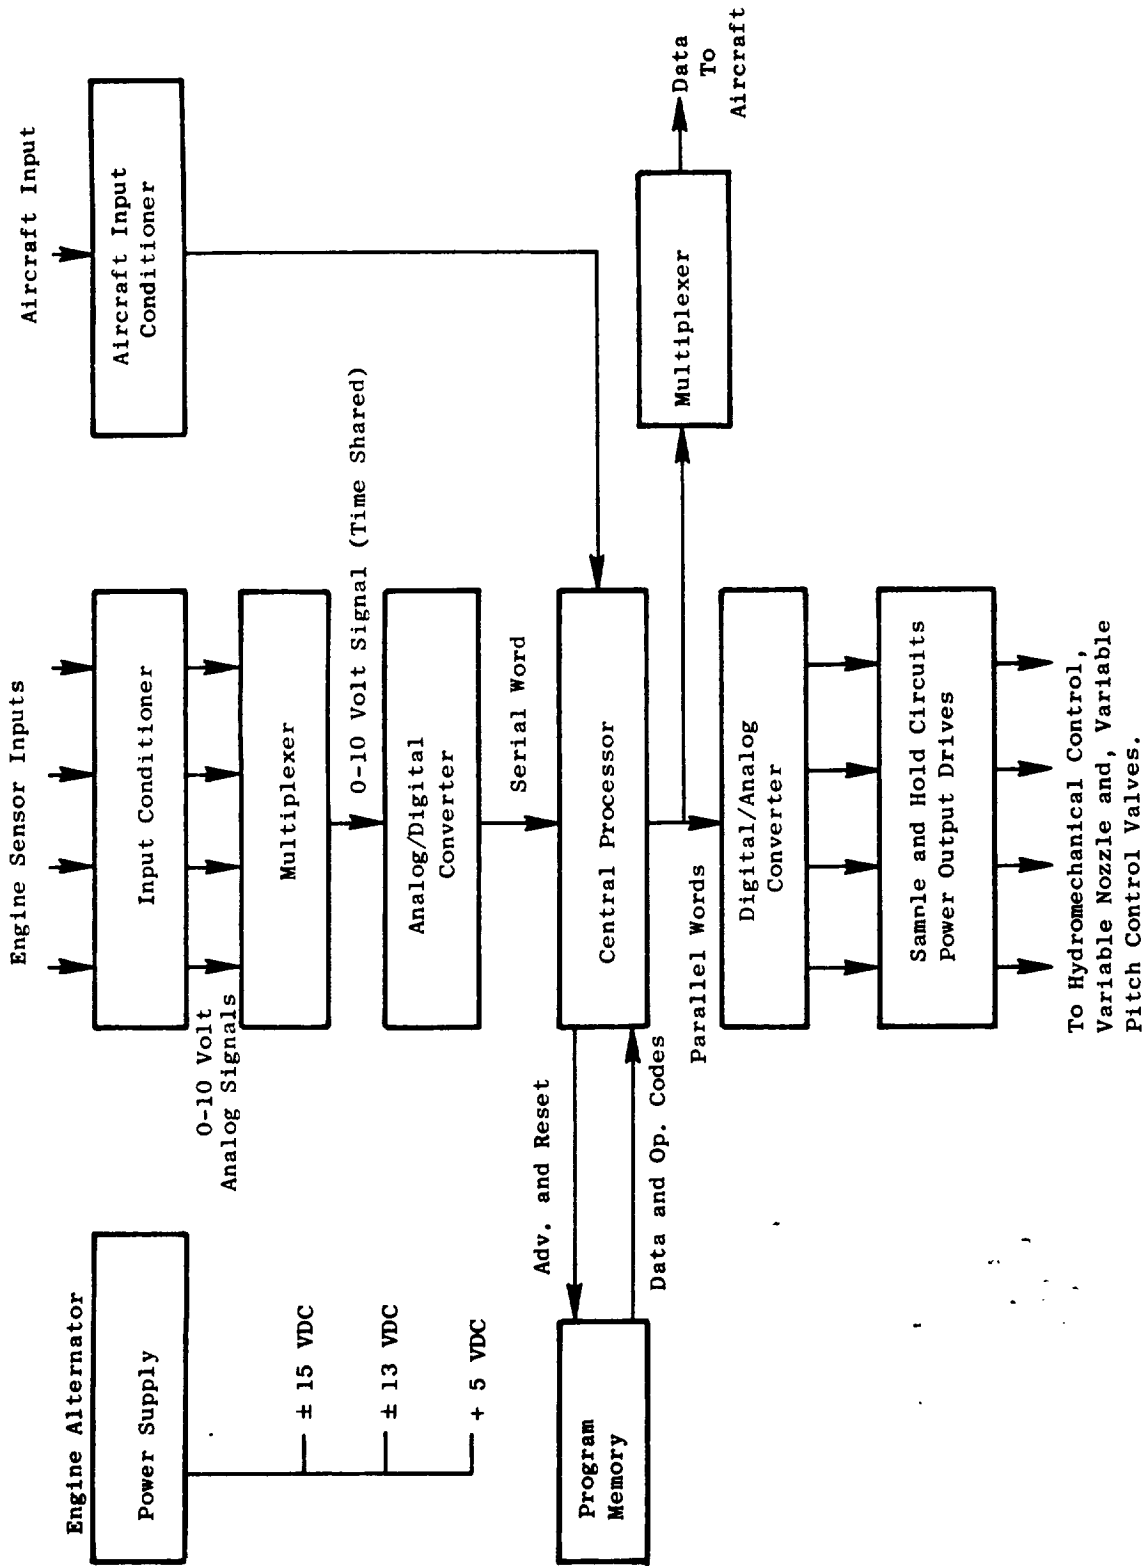 Engine Alternator
Power Supply
± 15 VDC
± 13 VDC
+ 5 VDC
Engine Sensor Inputs
Input Conditioner
0-10 Volt
Analog Signals
Multiplexer
0-10 Volt Signal (Time Shared)
Analog/Digital
Converter
Serial Word
Aircraft Input
Aircraft Input
Conditioner
Program
Memory
Adv. and Reset
Data and Op. Codes
Central Processor
Parallel Words
Digital/Analog
Converter
Multiplexer
Data
To
Aircraft
Sample and Hold Circuits
Power Output Drives
To Hydromechanical Control,
Variable Nozzle and, Variable
Pitch Control Valves.